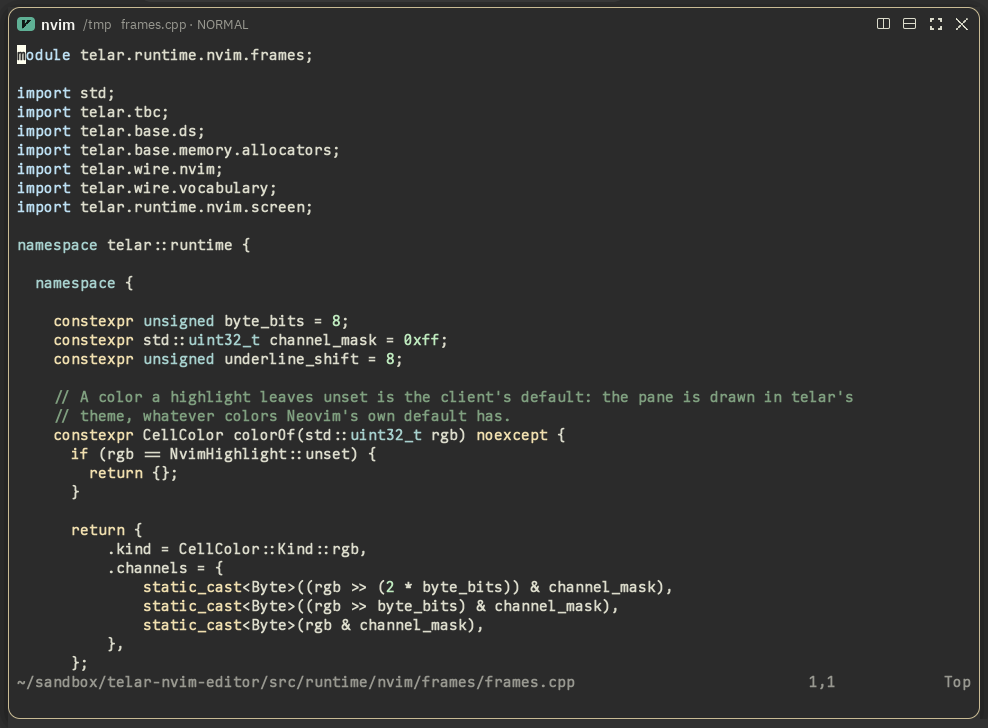 nvim /tmp frames.cpp · NORMAL
module telar.runtime.nvim.frames;

import std;
import telar.tbc;
import telar.base.ds;
import telar.base.memory.allocators;
import telar.wire.nvim;
import telar.wire.vocabulary;
import telar.runtime.nvim.screen;

namespace telar::runtime {

  namespace {

    constexpr unsigned byte_bits = 8;
    constexpr std::uint32_t channel_mask = 0xff;
    constexpr unsigned underline_shift = 8;

    // A color a highlight leaves unset is the client's default: the pane is drawn in telar's
    // theme, whatever colors Neovim's own default has.
    constexpr CellColor colorOf(std::uint32_t rgb) noexcept {
      if (rgb == NvimHighlight::unset) {
        return {};
      }

      return {
          .kind = CellColor::Kind::rgb,
          .channels = {
              static_cast<Byte>((rgb >> (2 * byte_bits)) & channel_mask),
              static_cast<Byte>((rgb >> byte_bits) & channel_mask),
              static_cast<Byte>(rgb & channel_mask),
          },
      };
~/sandbox/telar-nvim-editor/src/runtime/nvim/frames/frames.cpp 1,1 Top